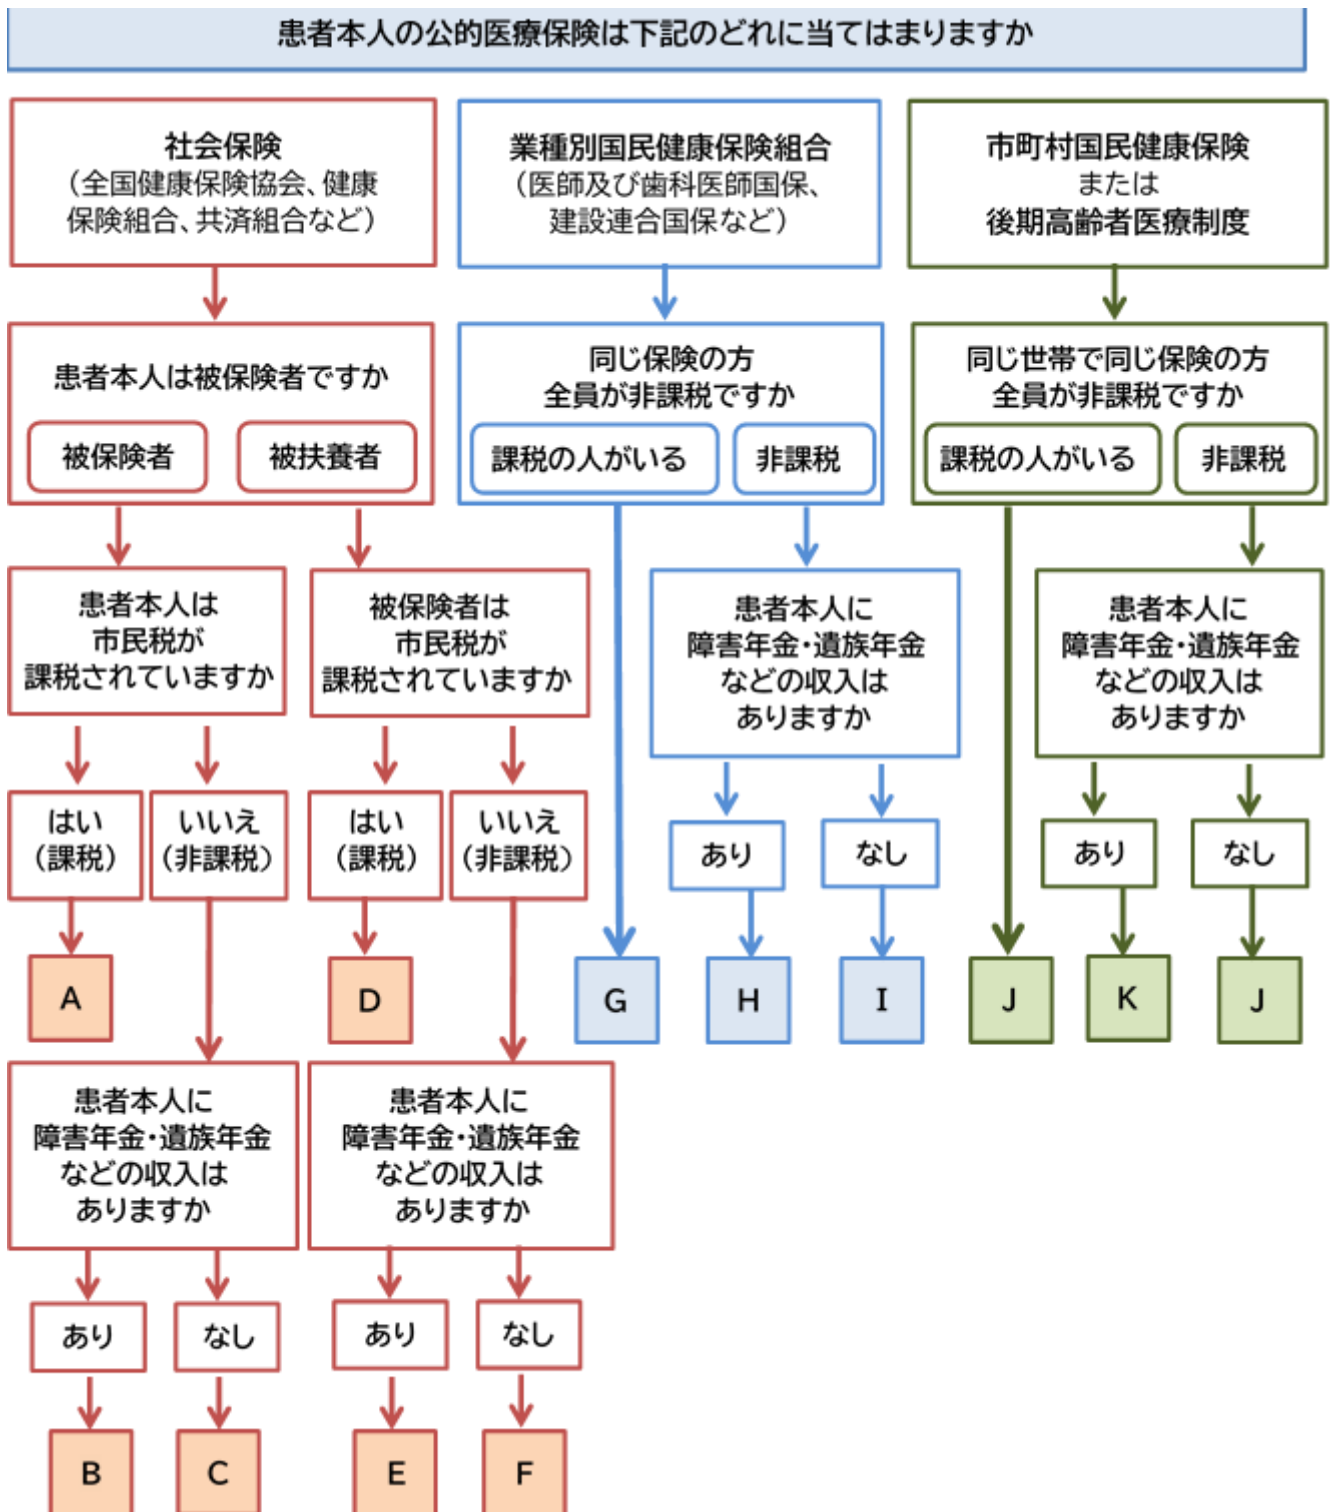 患者本人の公的医療保険は下記のどれに当てはまりますか
社会保険
（全国健康保険協会、健康
保険組合、共済組合など）
業種別国民健康保険組合
（医師及び歯科医師国保、
建設連合国保など）
市町村国民健康保険
または
後期高齢者医療制度
患者本人は被保険者ですか
被保険者
被扶養者
同じ保険の方
全員が非課税ですか
課税の人がいる
非課税
同じ世帯で同じ保険の方
全員が非課税ですか
課税の人がいる
非課税
患者本人は
市民税が
課税されていますか
被保険者は
市民税が
課税されていますか
患者本人に
障害年金・遺族年金
などの収入は
ありますか
患者本人に
障害年金・遺族年金
などの収入は
ありますか
はい
（課税）
いいえ
（非課税）
はい
（課税）
いいえ
（非課税）
あり
なし
あり
なし
A
D
G
H
I
J
K
J
患者本人に
障害年金・遺族年金
などの収入は
ありますか
患者本人に
障害年金・遺族年金
などの収入は
ありますか
あり
なし
あり
なし
B
C
E
F